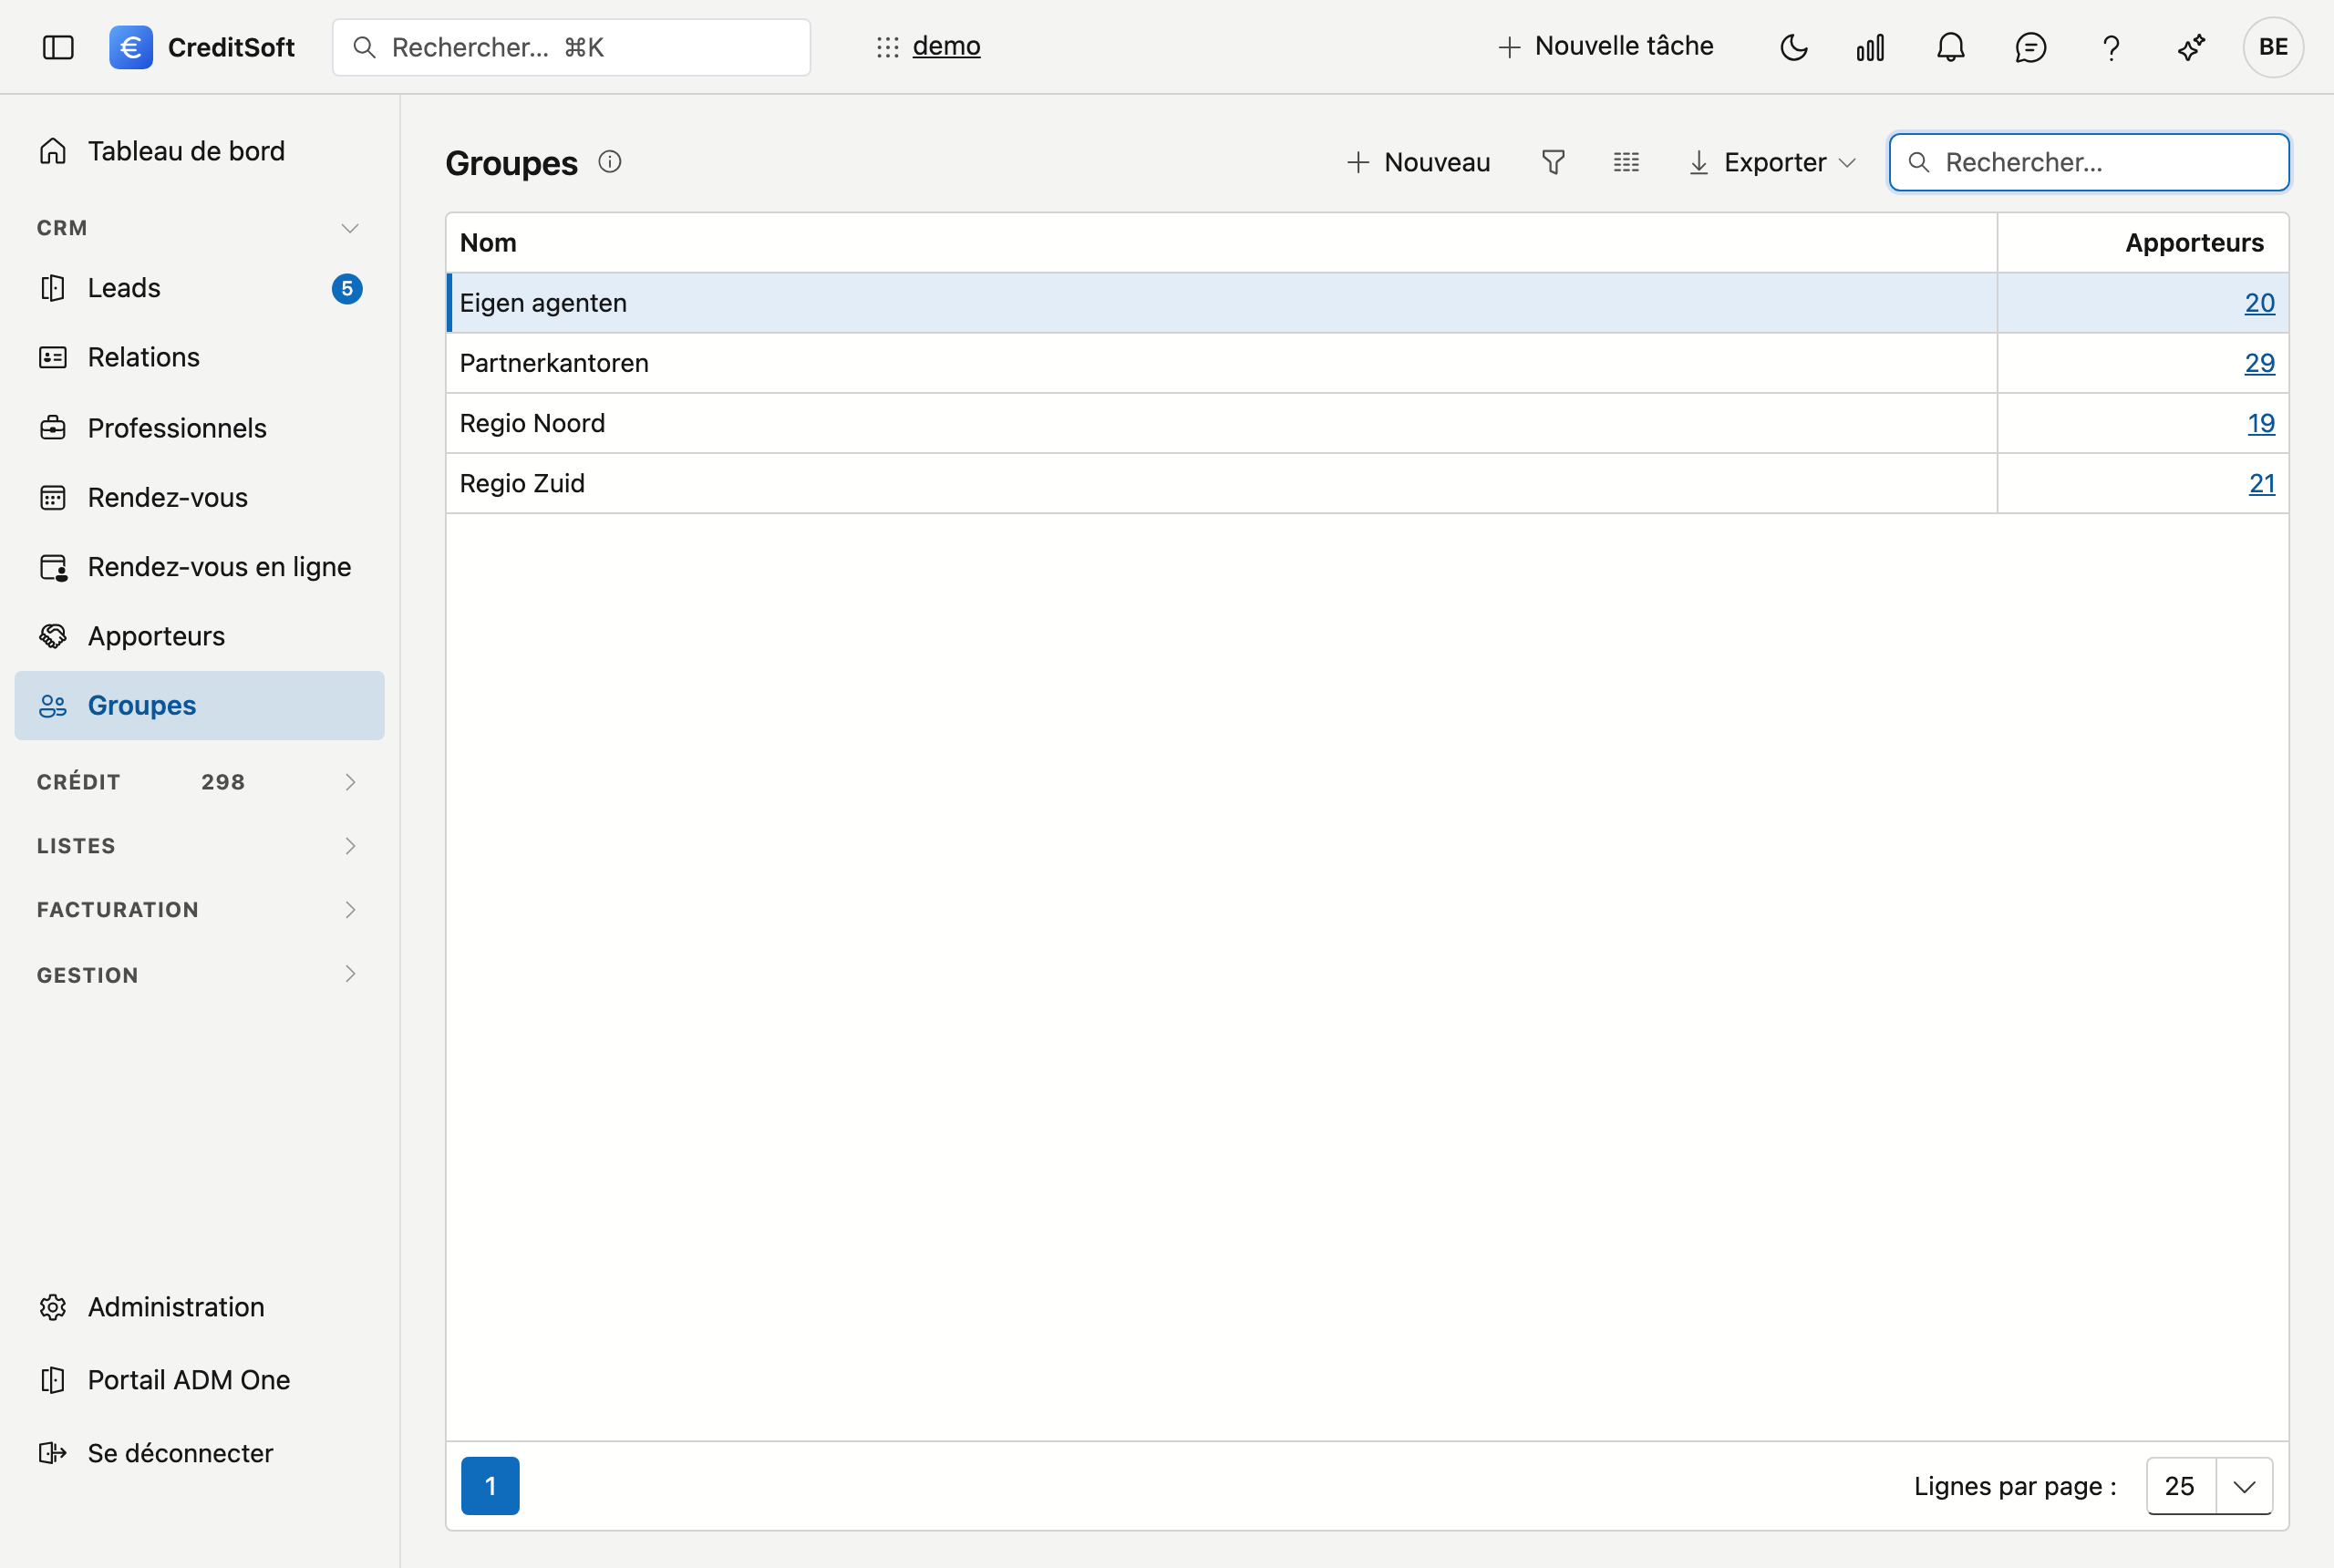 CreditSoft
Rechercher... ⌘K
demo
Nouvelle tâche
BE
Tableau de bord
CRM
Leads 5
Relations
Professionnels
Rendez-vous
Rendez-vous en ligne
Apporteurs
Groupes
CRÉDIT 298
LISTES
FACTURATION
GESTION
Administration
Portail ADM One
Se déconnecter
Groupes
Nouveau
Exporter
Rechercher...
Nom Apporteurs
Eigen agenten 20
Partnerkantoren 29
Regio Noord 19
Regio Zuid 21
1
Lignes par page : 25